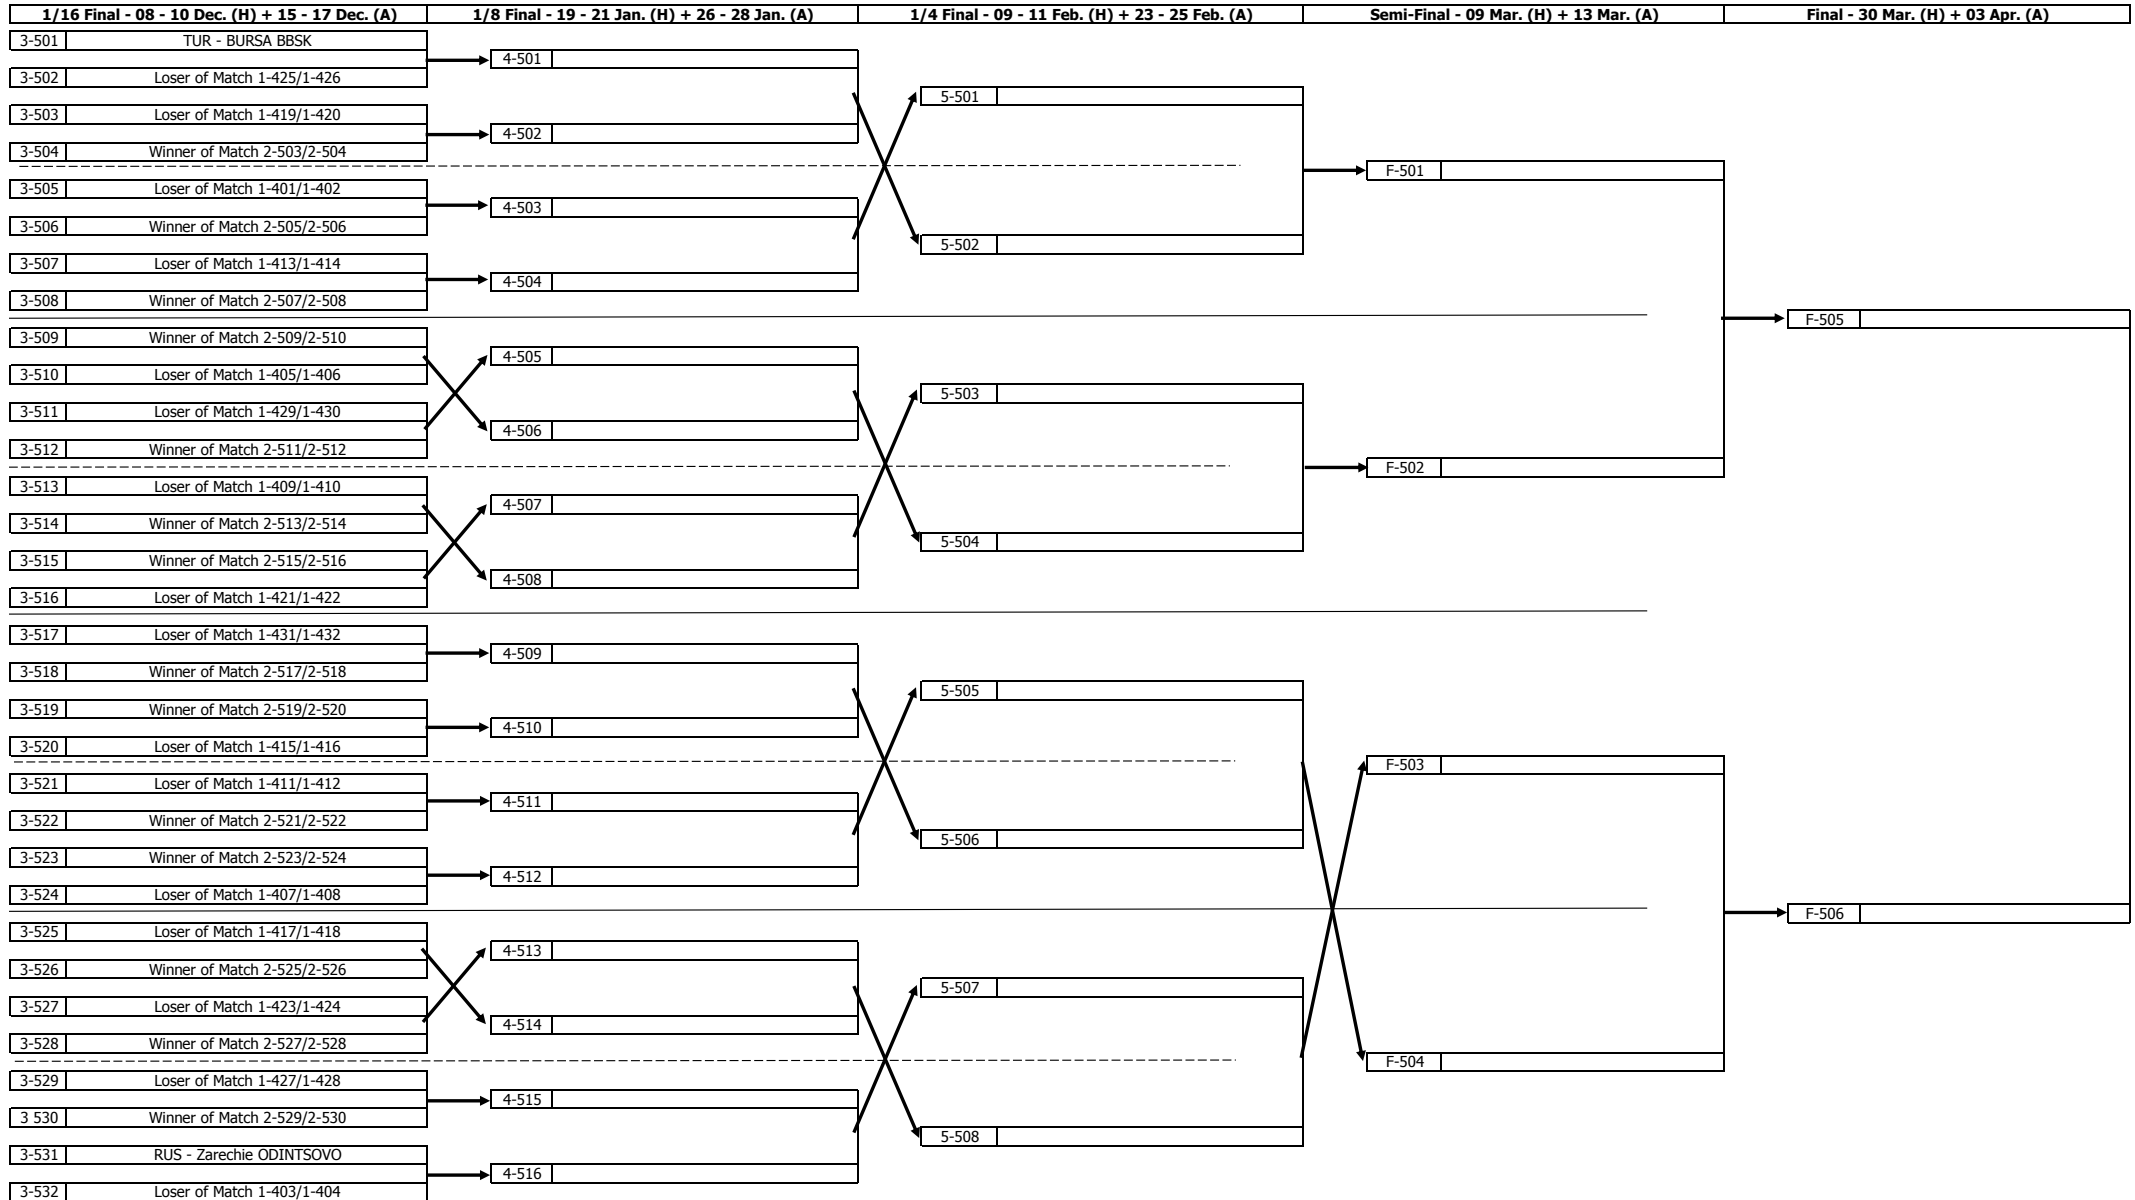 1/16 Final - 08 - 10 Dec. (H) + 15 - 17 Dec. (A) 1/8 Final - 19 - 21 Jan. (H) + 26 - 28 Jan. (A) 1/4 Final - 09 - 11 Feb. (H) + 23 - 25 Feb. (A) Semi-Final - 09 Mar. (H) + 13 Mar. (A) Final - 30 Mar. (H) + 03 Apr. (A)
3-501 TUR - BURSA BBSK
4-501
3-502 Loser of Match 1-425/1-426
5-501
3-503 Loser of Match 1-419/1-420
4-502
3-504 Winner of Match 2-503/2-504
F-501
3-505 Loser of Match 1-401/1-402
4-503
3-506 Winner of Match 2-505/2-506
5-502
3-507 Loser of Match 1-413/1-414
4-504
3-508 Winner of Match 2-507/2-508
F-505
3-509 Winner of Match 2-509/2-510
4-505
3-510 Loser of Match 1-405/1-406
5-503
3-511 Loser of Match 1-429/1-430
4-506
3-512 Winner of Match 2-511/2-512
F-502
3-513 Loser of Match 1-409/1-410
4-507
3-514 Winner of Match 2-513/2-514
5-504
3-515 Winner of Match 2-515/2-516
4-508
3-516 Loser of Match 1-421/1-422
3-517 Loser of Match 1-431/1-432
4-509
3-518 Winner of Match 2-517/2-518
5-505
3-519 Winner of Match 2-519/2-520
4-510
3-520 Loser of Match 1-415/1-416
F-503
3-521 Loser of Match 1-411/1-412
4-511
3-522 Winner of Match 2-521/2-522
5-506
3-523 Winner of Match 2-523/2-524
4-512
3-524 Loser of Match 1-407/1-408
F-506
3-525 Loser of Match 1-417/1-418
4-513
3-526 Winner of Match 2-525/2-526
5-507
3-527 Loser of Match 1-423/1-424
4-514
3-528 Winner of Match 2-527/2-528
F-504
3-529 Loser of Match 1-427/1-428
4-515
3 530 Winner of Match 2-529/2-530
5-508
3-531 RUS - Zarechie ODINTSOVO
4-516
3-532 Loser of Match 1-403/1-404